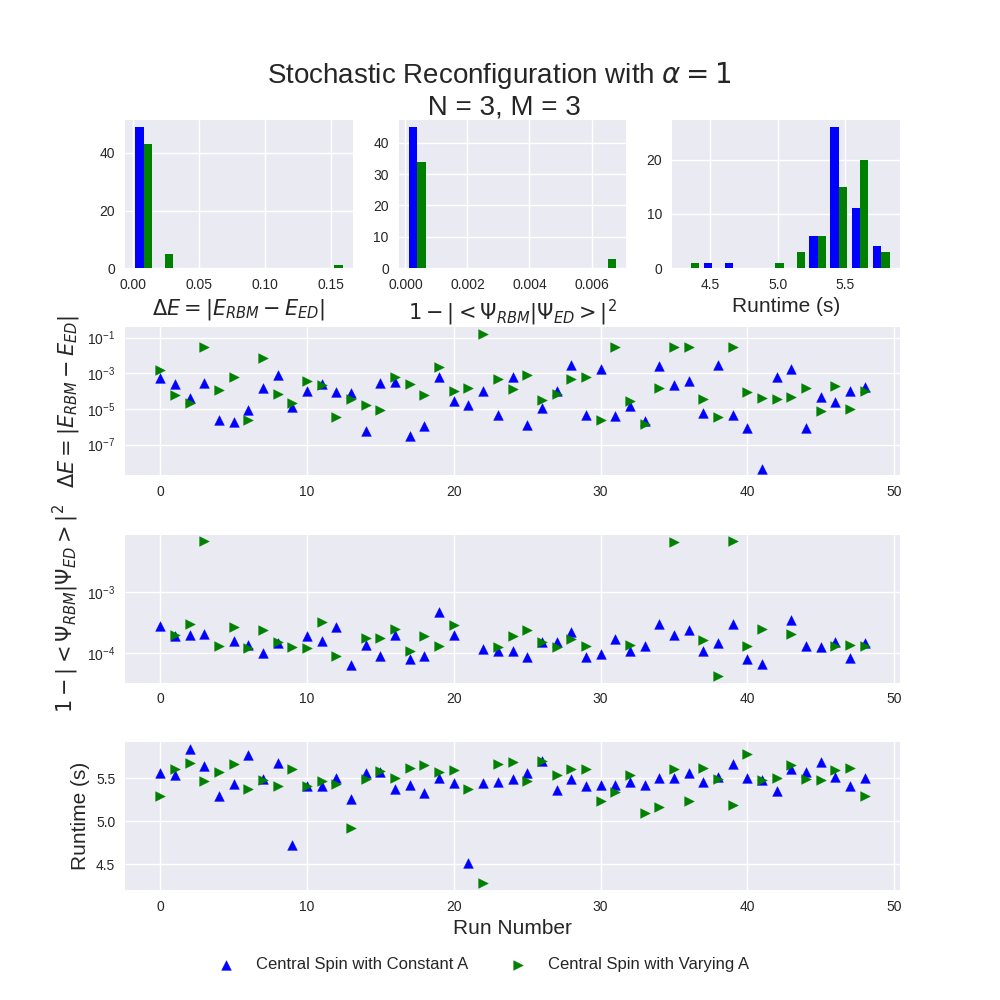 Stochastic Reconfiguration with α = 1
N = 3, M = 3
40
20
0
0.00 0.05 0.10 0.15
ΔE = |E_RBM − E_ED|
40
30
20
10
0
0.000 0.002 0.004 0.006
1 − | < Ψ_RBM|Ψ_ED > |²
20
10
0
4.5 5.0 5.5
Runtime (s)
ΔE = |E_RBM − E_ED|
10⁻¹
10⁻³
10⁻⁵
10⁻⁷
0 10 20 30 40 50
1 − | < Ψ_RBM|Ψ_ED > |²
10⁻³
10⁻⁴
0 10 20 30 40 50
Runtime (s)
5.5
5.0
4.5
0 10 20 30 40 50
Run Number
Central Spin with Constant A Central Spin with Varying A